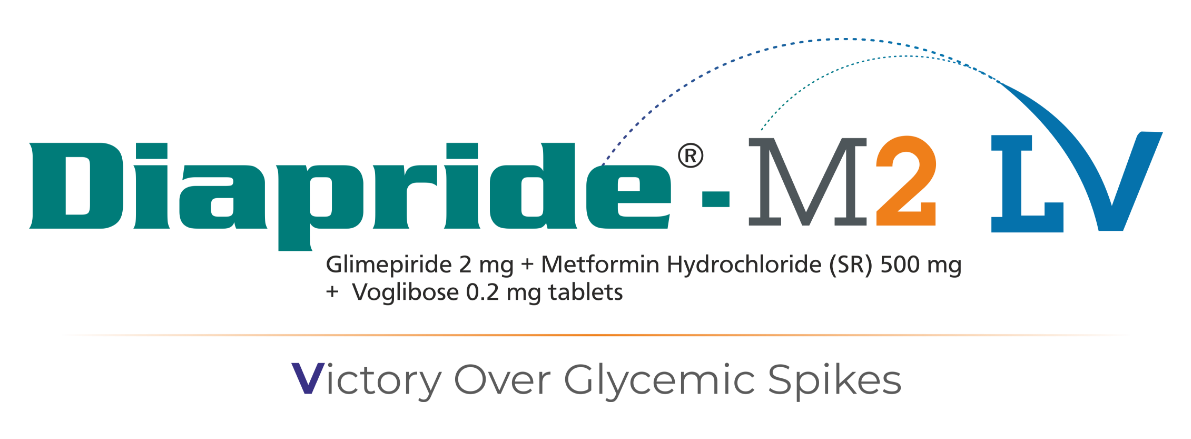 Diapride®-M2 LV
Glimepiride 2 mg + Metformin Hydrochloride (SR) 500 mg
+ Voglibose 0.2 mg tablets
Victory Over Glycemic Spikes